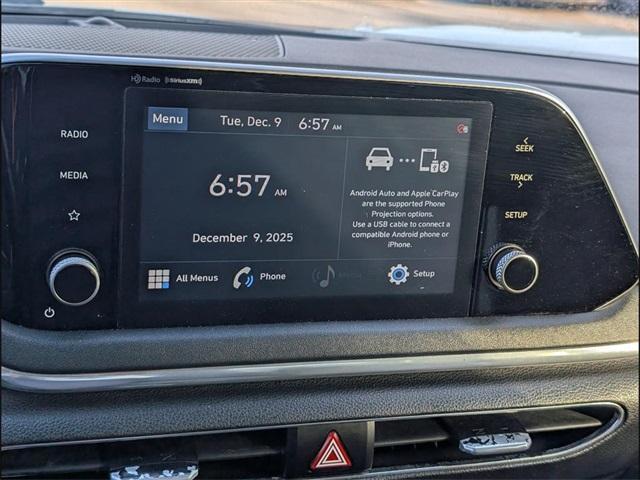 HD Radio ((SiriusXM))
Menu
Tue, Dec. 9 6:57 AM
RADIO
MEDIA
6:57 AM
December 9, 2025
Android Auto and Apple CarPlay
are the supported Phone
Projection options.
Use a USB cable to connect a
compatible Android phone or
iPhone.
All Menus
Phone
Setup
SEEK
TRACK
SETUP